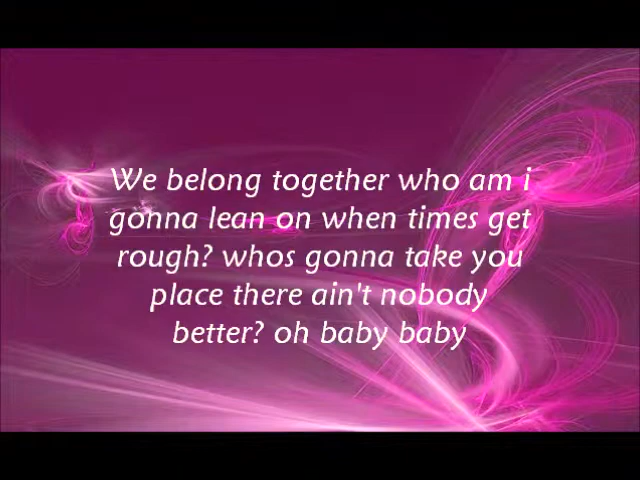 We belong together who am i
gonna lean on when times get
rough? whos gonna take you
place there ain't nobody
better? oh baby baby